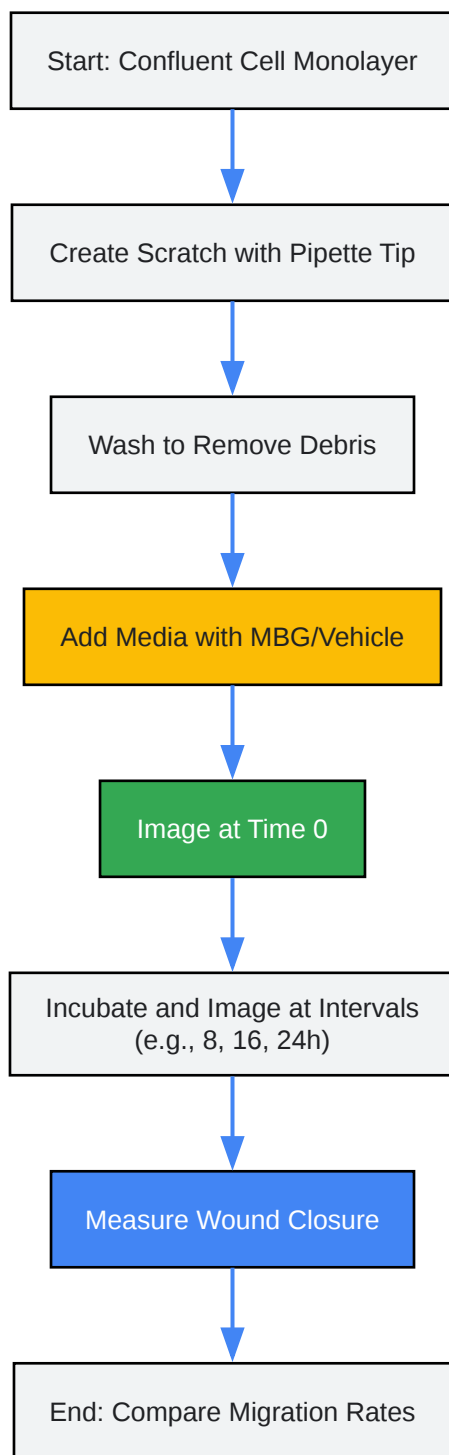 Start: Confluent Cell Monolayer
Create Scratch with Pipette Tip
Wash to Remove Debris
Add Media with MBG/Vehicle
Image at Time 0
Incubate and Image at Intervals
(e.g., 8, 16, 24h)
Measure Wound Closure
End: Compare Migration Rates